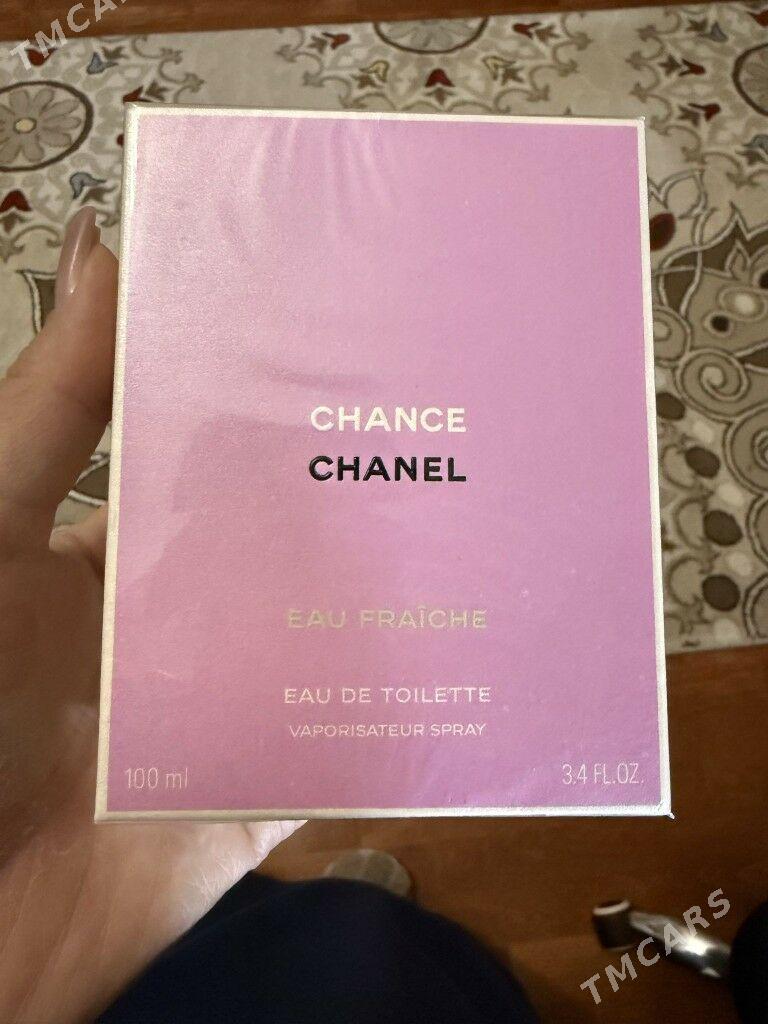 TMCARS
CHANCE
CHANEL
EAU FRAÎCHE
EAU DE TOILETTE
VAPORISATEUR SPRAY
100 ml
3.4 FL.OZ.
TMCARS